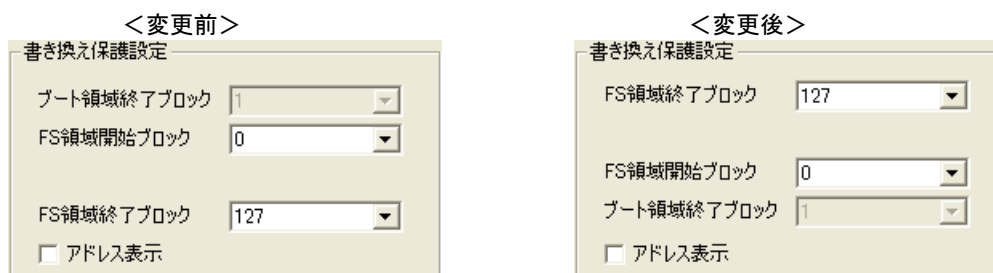 <変更前>
書き換え保護設定
ブート領域終了ブロック 1
FS領域開始ブロック 0
FS領域終了ブロック 127
アドレス表示
<変更後>
書き換え保護設定
FS領域終了ブロック 127
FS領域開始ブロック 0
ブート領域終了ブロック 1
アドレス表示